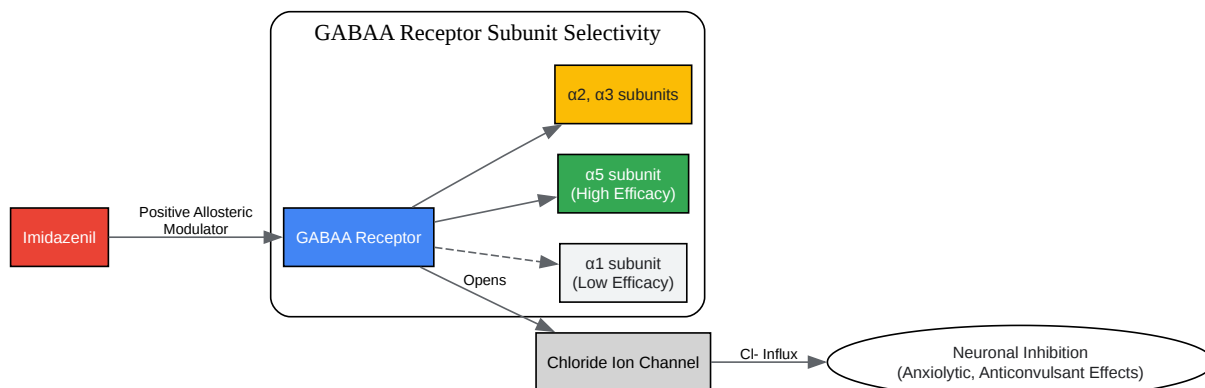 GABAA Receptor Subunit Selectivity
α2, α3 subunits
α5 subunit
(High Efficacy)
Imidazenil
Positive Allosteric
Modulator
GABAA Receptor
α1 subunit
(Low Efficacy)
Opens
Chloride Ion Channel
Cl- Influx
Neuronal Inhibition
(Anxiolytic, Anticonvulsant Effects)